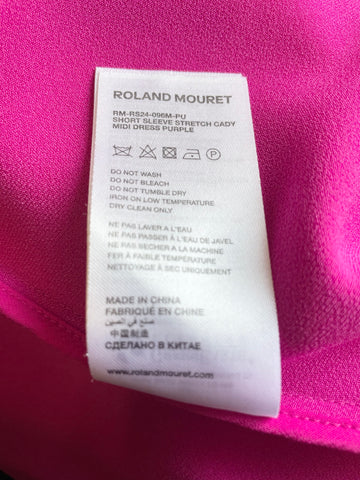 ROLAND MOURET
RM-RS24-096M-PU
SHORT SLEEVE STRETCH CADY
MIDI DRESS PURPLE
P
DO NOT WASH
DO NOT BLEACH
DO NOT TUMBLE DRY
IRON ON LOW TEMPERATURE
DRY CLEAN ONLY
NE PAS LAVER A L'EAU
NE PAS PASSER À L'EAU DE JAVEL
NE PAS SECHER A LA MACHINE
FER À FAIBLE TEMPÉRATURE
NETTOYAGE À SEC UNIQUEMENT
MADE IN CHINA
FABRIQUÉ EN CHINE
صنع في الصين
中国制造
СДЕЛАНО В КИТАЕ
www.rolandmouret.com